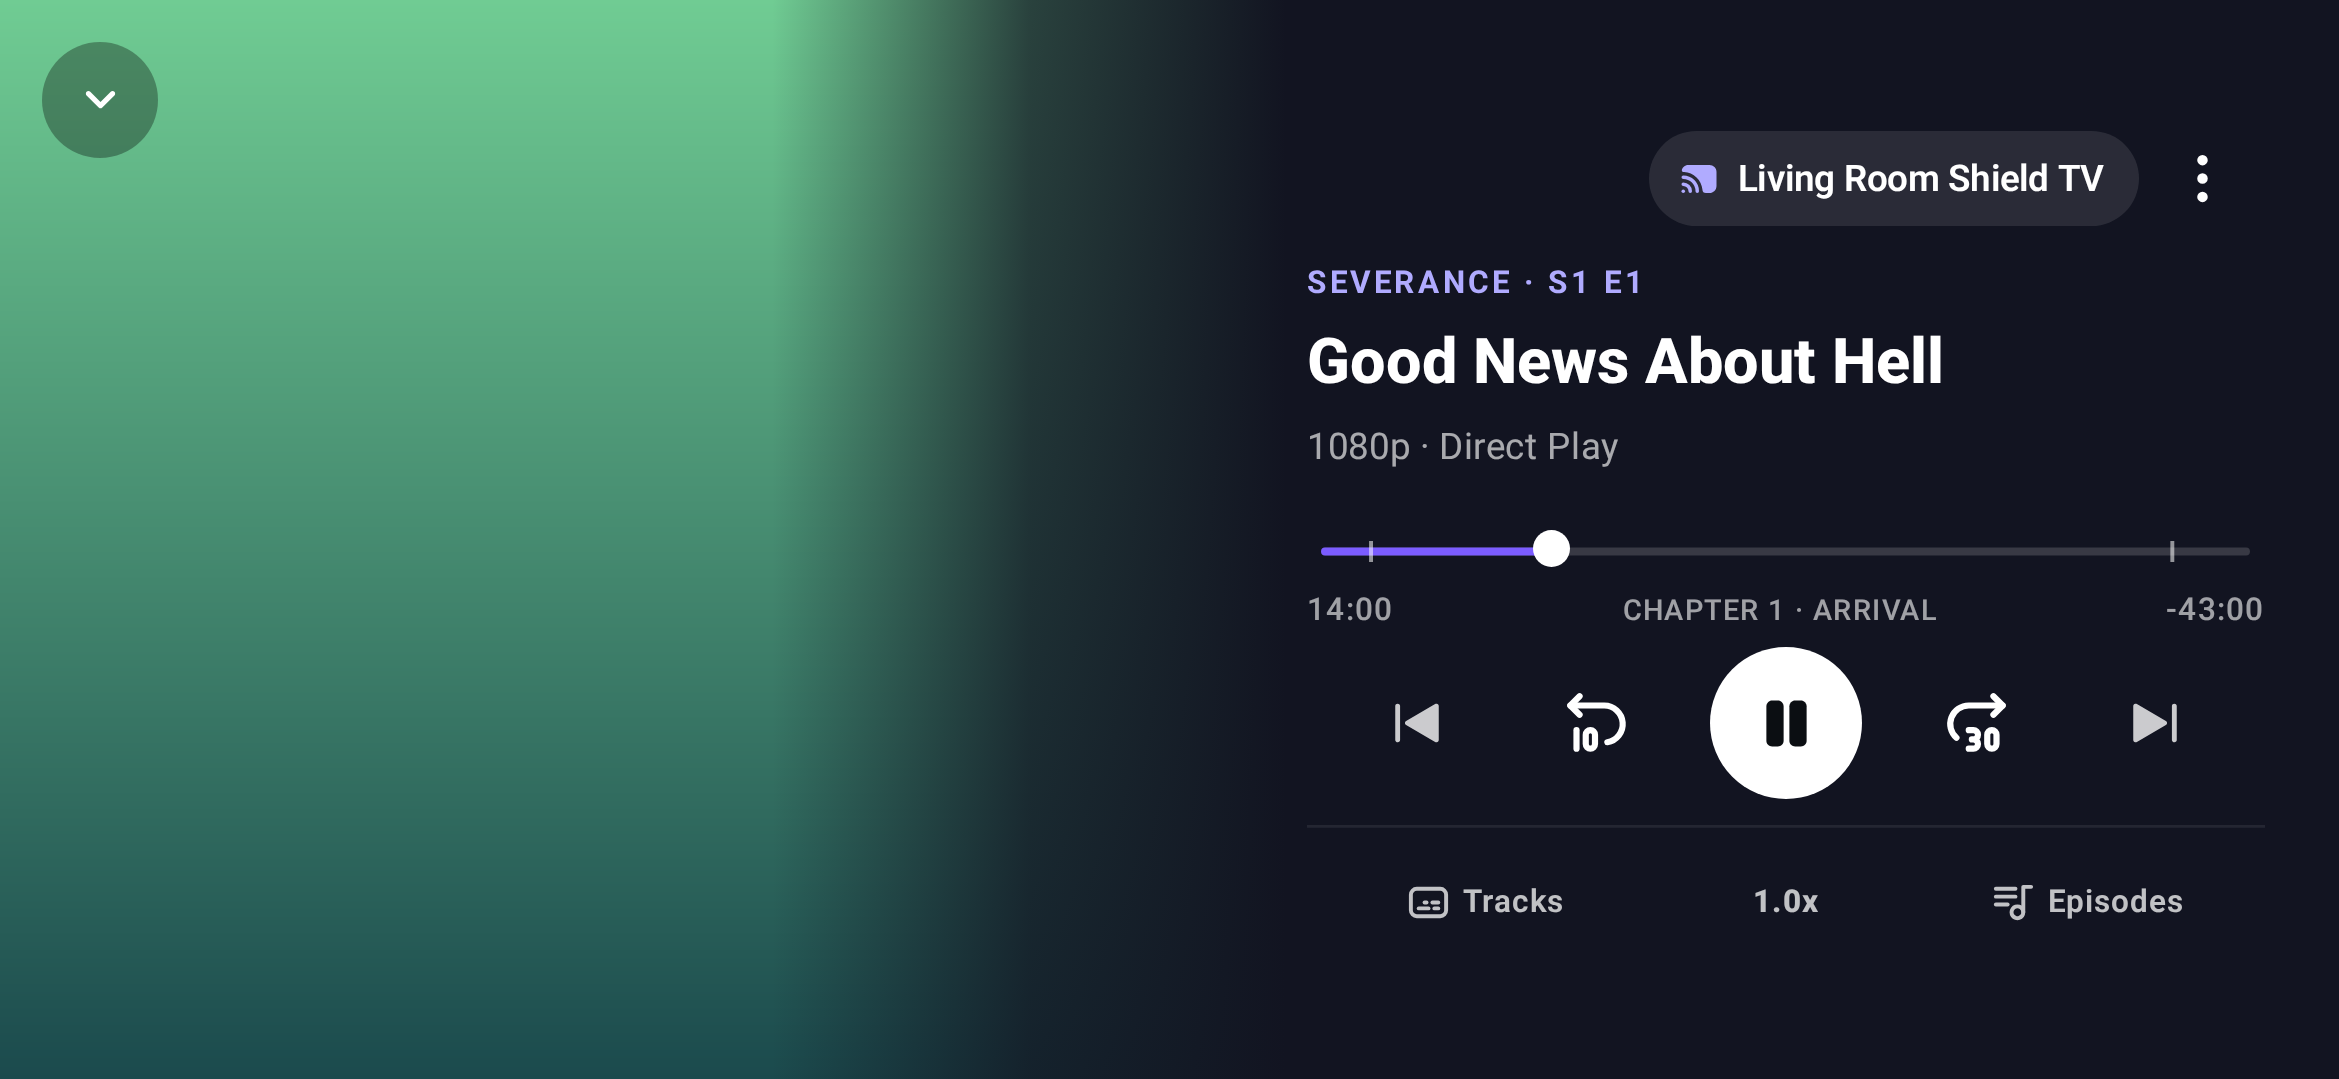 Living Room Shield TV
SEVERANCE · S1 E1
Good News About Hell
1080p · Direct Play
14:00 CHAPTER 1 · ARRIVAL -43:00
10 30
Tracks 1.0x Episodes